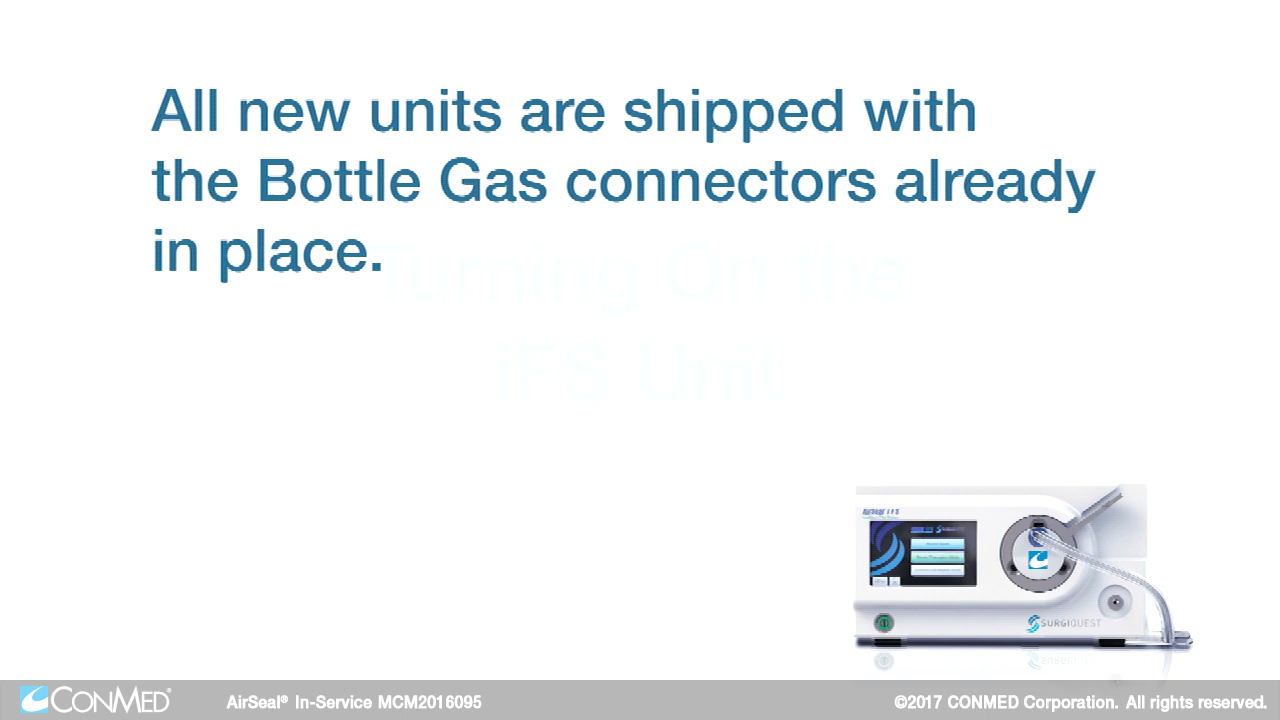 All new units are shipped with
the Bottle Gas connectors already
in place.
Turning On the
iFS Unit
SURGIQUEST
CONMED®
AirSeal® In-Service MCM2016095
©2017 CONMED Corporation. All rights reserved.